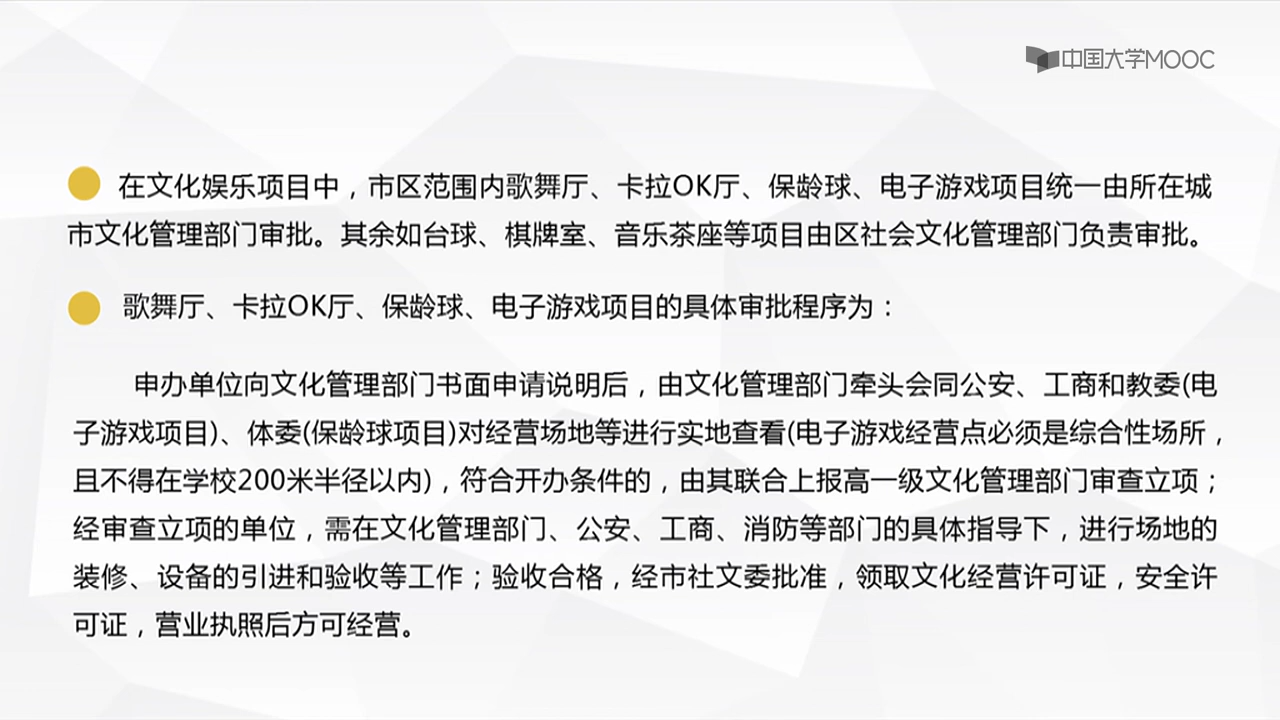 中国大学MOOC
在文化娱乐项目中，市区范围内歌舞厅、卡拉OK厅、保龄球、电子游戏项目统一由所在城
市文化管理部门审批。其余如台球、棋牌室、音乐茶座等项目由区社会文化管理部门负责审批。
歌舞厅、卡拉OK厅、保龄球、电子游戏项目的具体审批程序为：
申办单位向文化管理部门书面申请说明后，由文化管理部门牵头会同公安、工商和教委(电
子游戏项目)、体委(保龄球项目)对经营场地等进行实地查看(电子游戏经营点必须是综合性场所，
且不得在学校200米半径以内)，符合开办条件的，由其联合上报高一级文化管理部门审查立项；
经审查立项的单位，需在文化管理部门、公安、工商、消防等部门的具体指导下，进行场地的
装修、设备的引进和验收等工作；验收合格，经市社文委批准，领取文化经营许可证，安全许
可证，营业执照后方可经营。